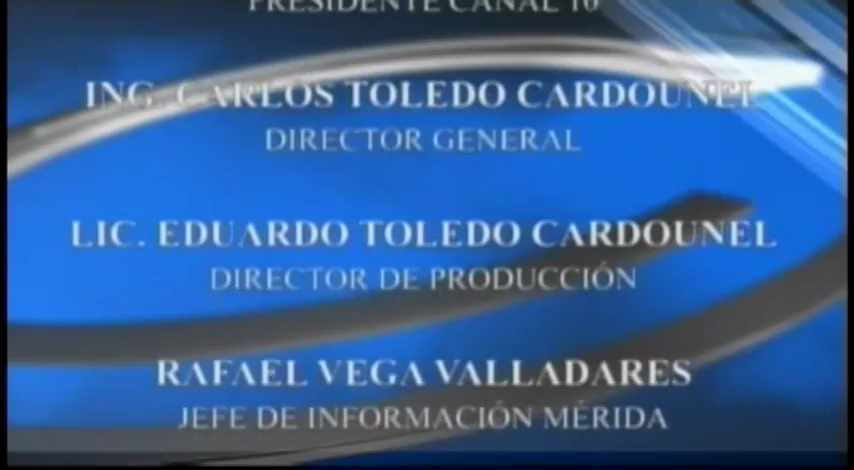 PRESIDENTE CANAL 10
ING. CARLOS TOLEDO CARDOUNEL
DIRECTOR GENERAL
LIC. EDUARDO TOLEDO CARDOUNEL
DIRECTOR DE PRODUCCIÓN
RAFAEL VEGA VALLADARES
JEFE DE INFORMACIÓN MÉRIDA